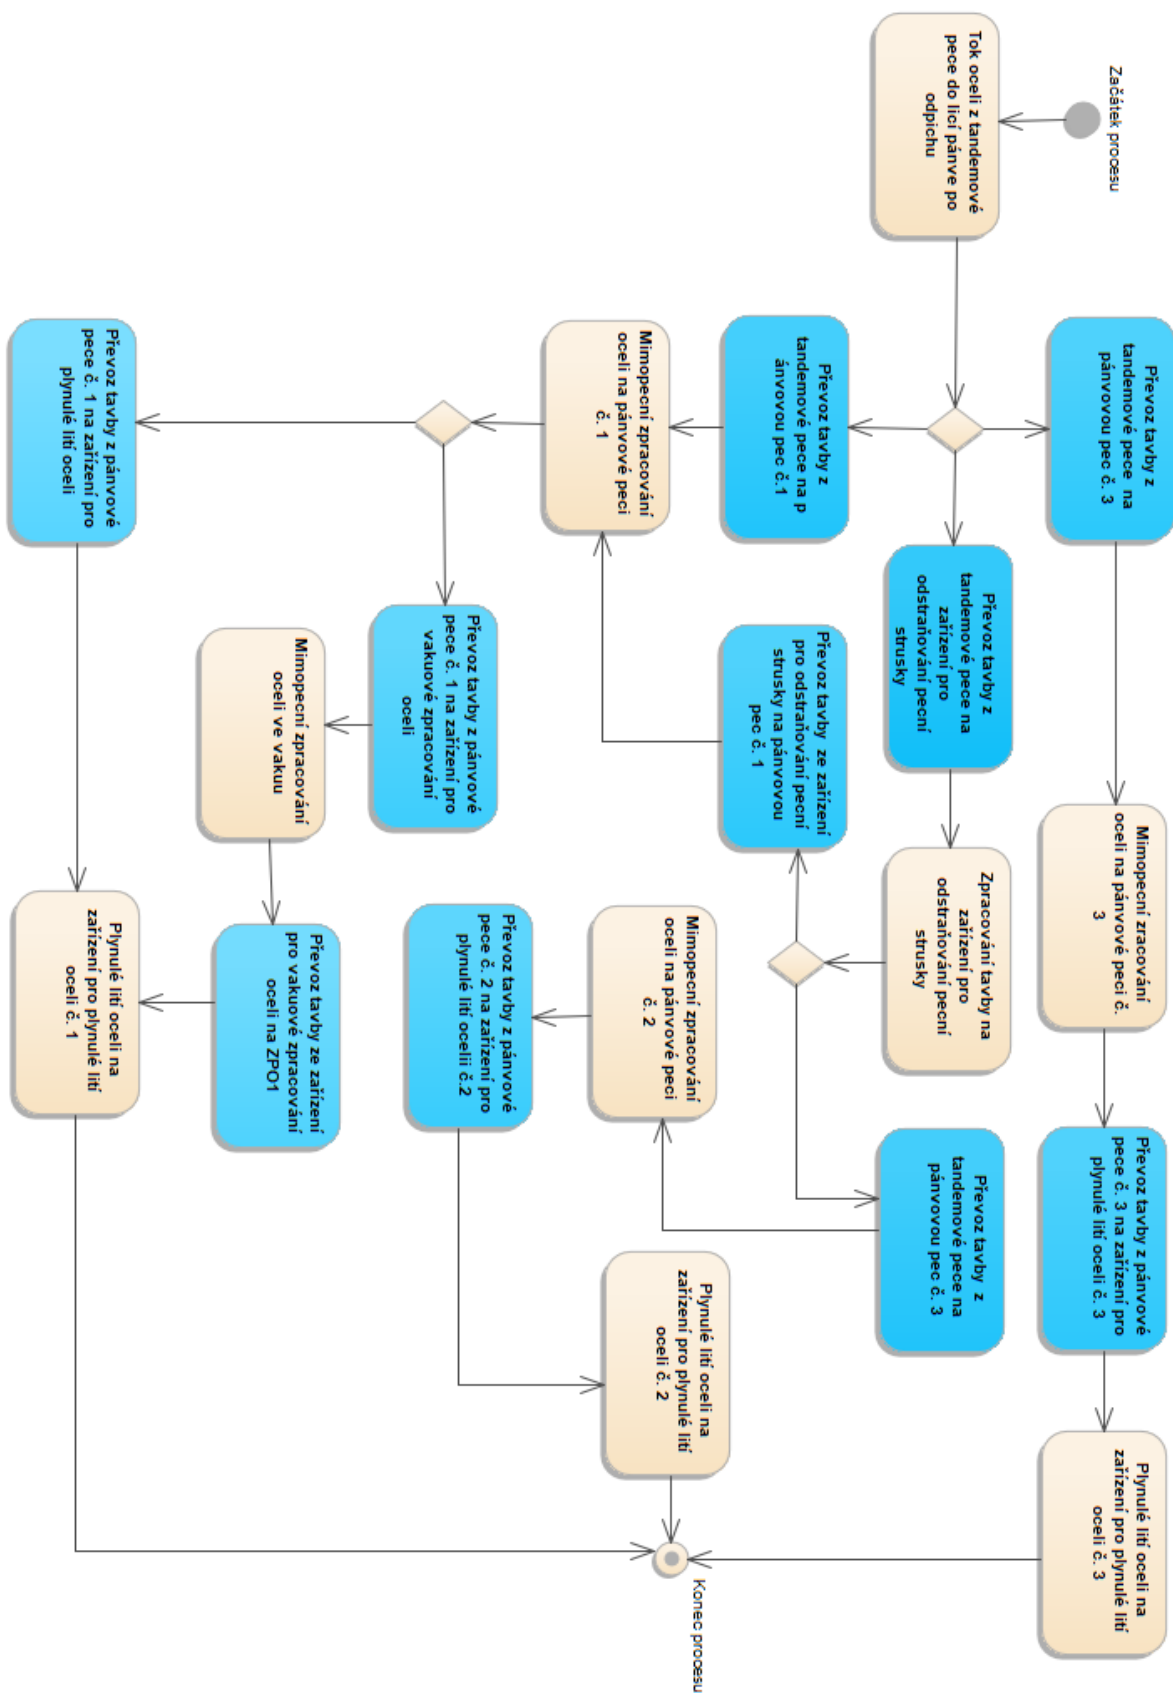 Začátek procesu
Tok oceli z tandemové
pece do licí pánve po
odpichu
Převoz tavby z
tandemové pece na
pánvovou pec č. 3
Mimopecní zracování
oceli na pánvové peci č.
3
Převoz tavby z pánvové
pece č. 3 na zařízení pro
plynulé lití oceli č. 3
Plynulé lití oceli na
zařízení pro plynulé lití
oceli č. 3
Převoz tavby z
tandemové pece na
zařízení pro
odstraňování pecní
strusky
Zpracování tavby na
zařízení pro
odstraňování pecní
strusky
Převoz tavby z
tandemové pece na
pánvovou pec č. 3
Převoz tavby z
tandemové pece na p
ánvovou pec č.1
Převoz tavby ze zařízení
pro odstraňování pecní
strusky na pánvovou
pec č. 1
Mimopecní zpracování
oceli na pánvové peci
č. 1
Mimopecní zpracování
oceli na pánvové peci
č. 2
Plynulé lití oceli na
zařízení pro plynulé lití
oceli č. 2
Konec procesu
Převoz tavby z pánvové
pece č. 1 na zařízení pro
vakuové zpracování
oceli
Převoz tavby z pánvové
pece č. 2 na zařízení pro
plynulé lití ocelii č.2
Mimopecní zpracování
oceli ve vakuu
Převoz tavby ze zařízení
pro vakuové zpracování
oceli na ZPO1
Převoz tavby z pánvové
pece č. 1 na zařízení pro
plynulé lití oceli
Plynulé lití oceli na
zařízení pro plynulé lití
oceli č. 1